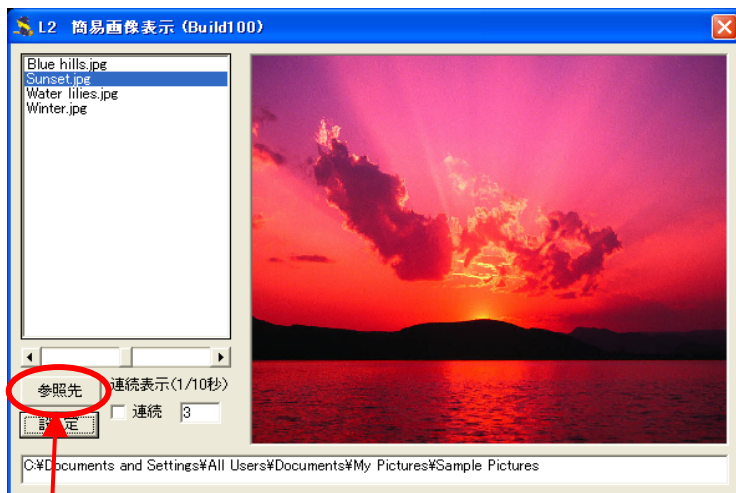 L2 簡易画像表示 (Build100)
Blue hills.jpg
Sunset.jpg
Water lilies.jpg
Winter.jpg
参照先
連続表示(1/10秒)
連続 3
設定
C:¥Documents and Settings¥All Users¥Documents¥My Pictures¥Sample Pictures